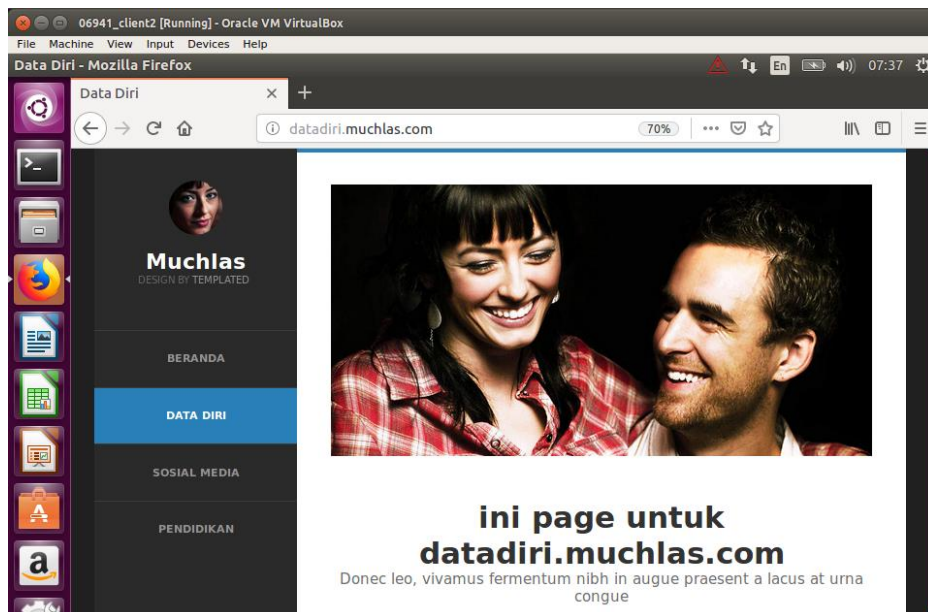 06941_client2 [Running] - Oracle VM VirtualBox
File Machine View Input Devices Help
Data Diri - Mozilla Firefox
En 07:37
Data Diri
datadiri.muchlas.com 70%
Muchlas
DESIGN BY TEMPLATED
BERANDA
DATA DIRI
SOSIAL MEDIA
PENDIDIKAN
ini page untuk
datadiri.muchlas.com
Donec leo, vivamus fermentum nibh in augue praesent a lacus at urna
congue